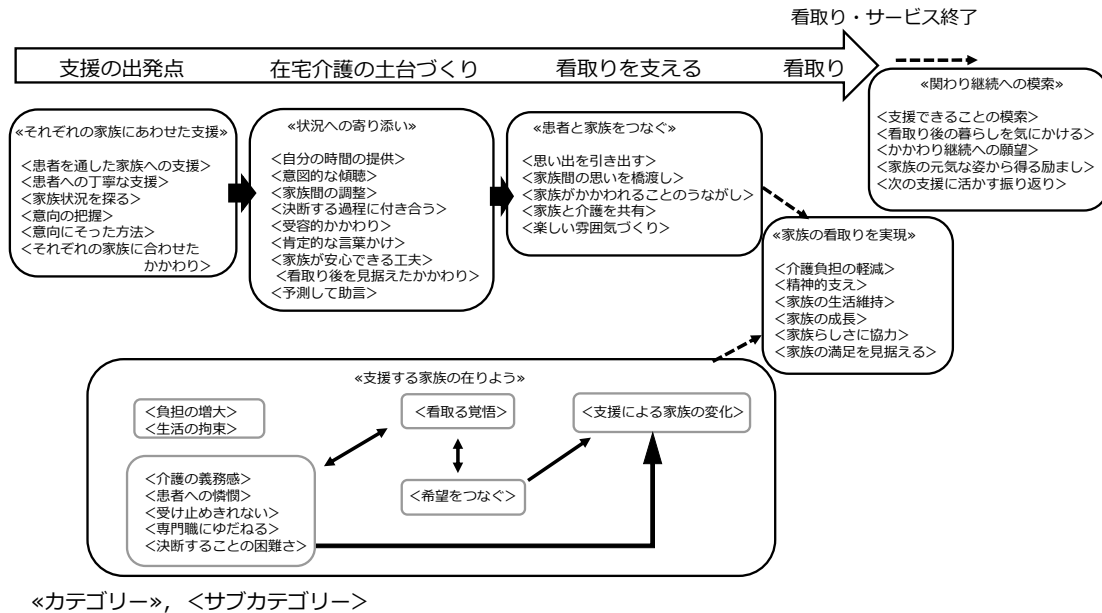 看取り・サービス終了
支援の出発点
在宅介護の土台づくり
看取りを支える
看取り
«それぞれの家族にあわせた支援»
＜患者を通した家族への支援＞
＜患者への丁寧な支援＞
＜家族状況を探る＞
＜意向の把握＞
＜意向にそった方法＞
＜それぞれの家族に合わせた
かかわり＞
«状況への寄り添い»
＜自分の時間の提供＞
＜意図的な傾聴＞
＜家族間の調整＞
＜決断する過程に付き合う＞
＜受容的かかわり＞
＜肯定的な言葉かけ＞
＜家族が安心できる工夫＞
＜看取り後を見据えたかかわり＞
＜予測して助言＞
«患者と家族をつなぐ»
＜思い出を引き出す＞
＜家族間の思いを橋渡し＞
＜家族がかかわれることのうながし＞
＜家族と介護を共有＞
＜楽しい雰囲気づくり＞
«関わり継続への模索»
＜支援できることの模索＞
＜看取り後の暮らしを気にかける＞
＜かかわり継続への願望＞
＜家族の元気な姿から得る励まし＞
＜次の支援に活かす振り返り＞
«家族の看取りを実現»
＜介護負担の軽減＞
＜精神的支え＞
＜家族の生活維持＞
＜家族の成長＞
＜家族らしさに協力＞
＜家族の満足を見据える＞
«支援する家族の在りよう»
＜負担の増大＞
＜生活の拘束＞
＜看取る覚悟＞
＜支援による家族の変化＞
＜介護の義務感＞
＜患者への憐憫＞
＜受け止めきれない＞
＜専門職にゆだねる＞
＜決断することの困難さ＞
＜希望をつなぐ＞
«カテゴリー», ＜サブカテゴリー＞